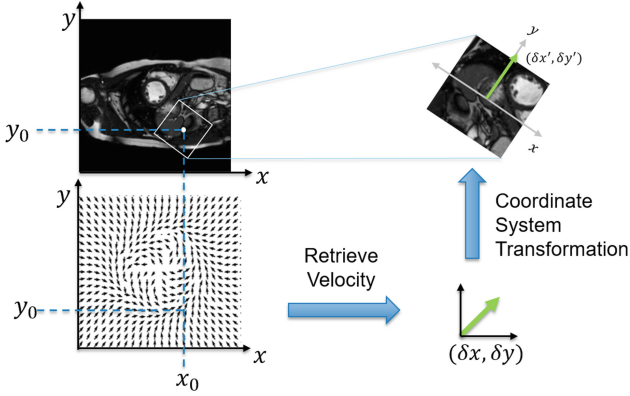 y
y
(δx′, δy′)
y₀
x
x
y
Coordinate
System
Transformation
Retrieve
Velocity
y₀
x
(δx, δy)
x₀